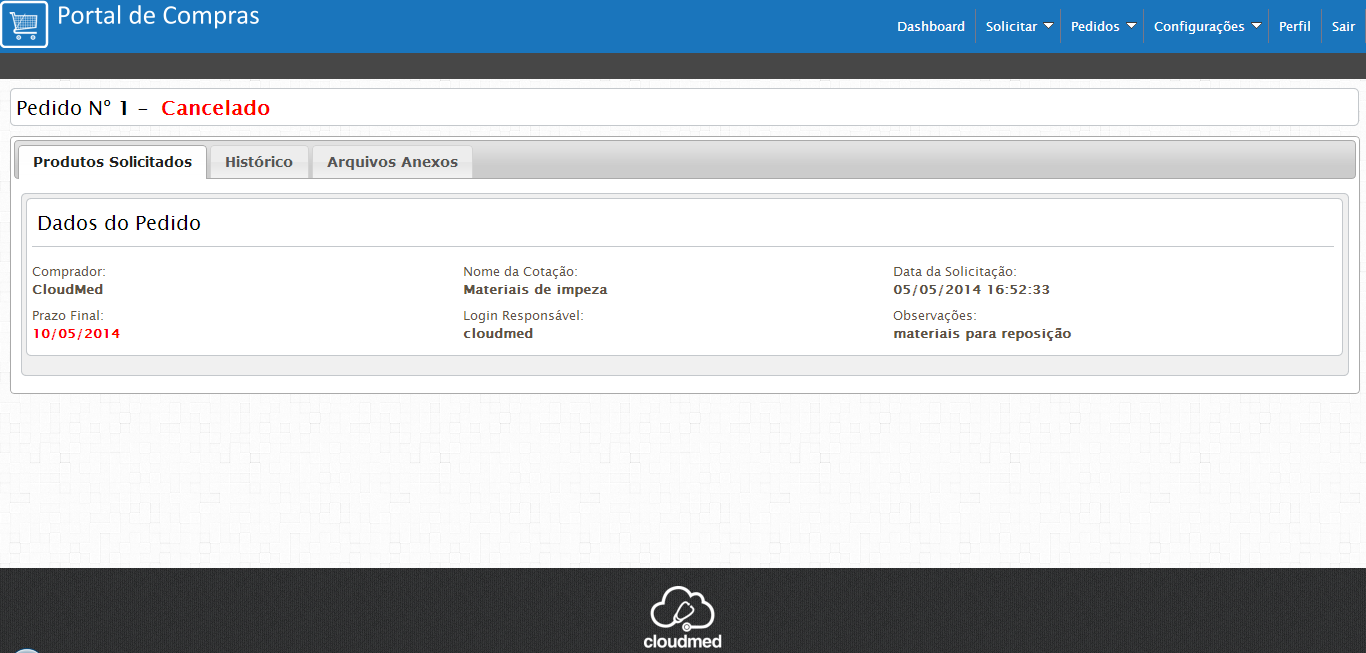 Portal de Compras
Dashboard Solicitar Pedidos Configurações Perfil Sair
Pedido Nº 1 - Cancelado
Produtos Solicitados Histórico Arquivos Anexos
Dados do Pedido
Comprador: Nome da Cotação: Data da Solicitação:
CloudMed Materiais de impeza 05/05/2014 16:52:33
Prazo Final: Login Responsável: Observações:
10/05/2014 cloudmed materiais para reposição
cloudmed